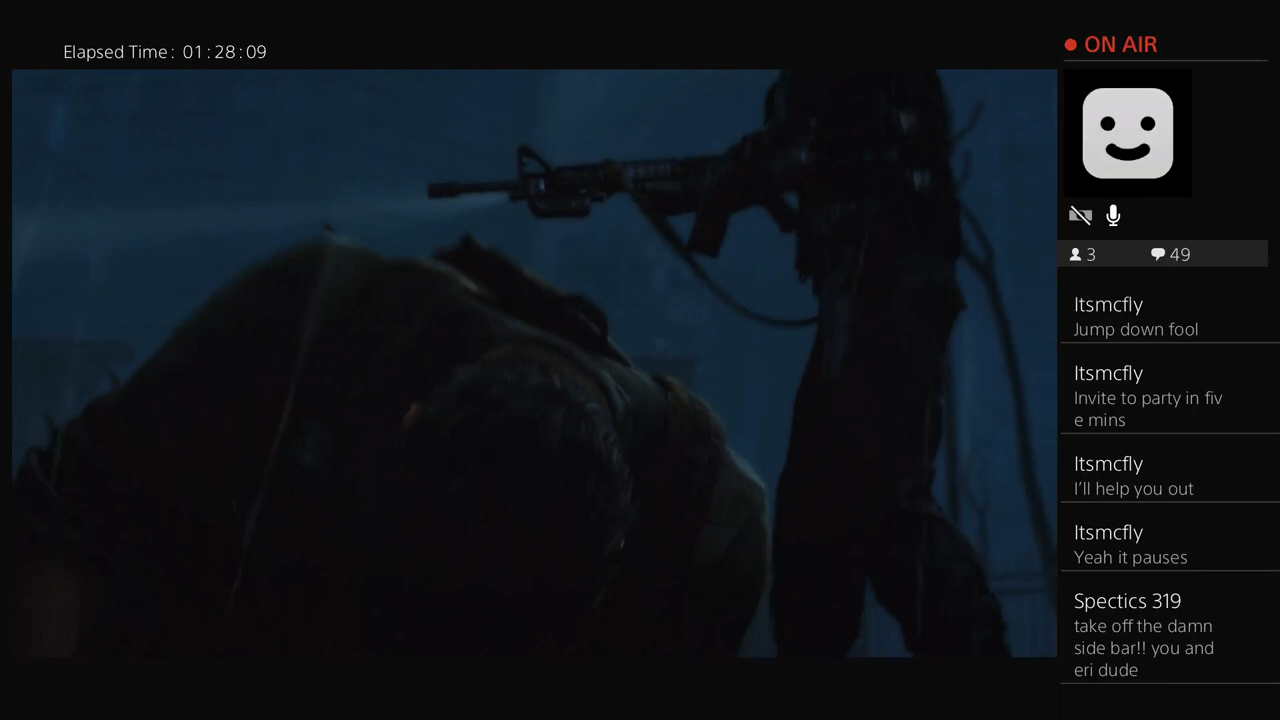 Elapsed Time: 01:28:09
ON AIR
3
49
Itsmcfly
Jump down fool
Itsmcfly
Invite to party in fiv
e mins
Itsmcfly
I'll help you out
Itsmcfly
Yeah it pauses
Spectics 319
take off the damn
side bar!! you and
eri dude